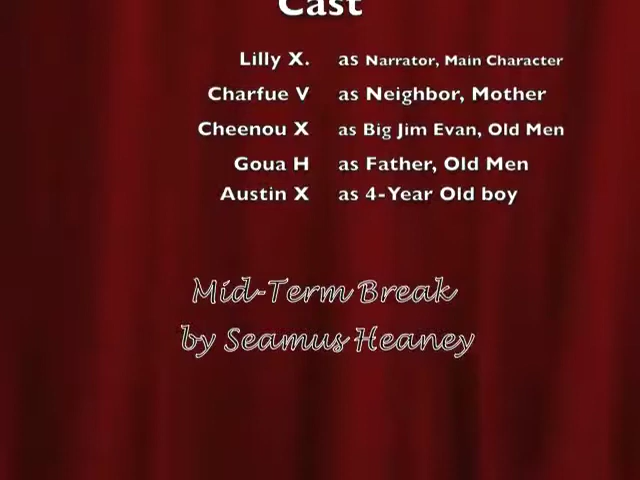 Cast
Lilly X. as Narrator, Main Character
Charfue V as Neighbor, Mother
Cheenou X as Big Jim Evan, Old Men
Goua H as Father, Old Men
Austin X as 4-Year Old boy
Mid-Term Break
by Seamus Heaney